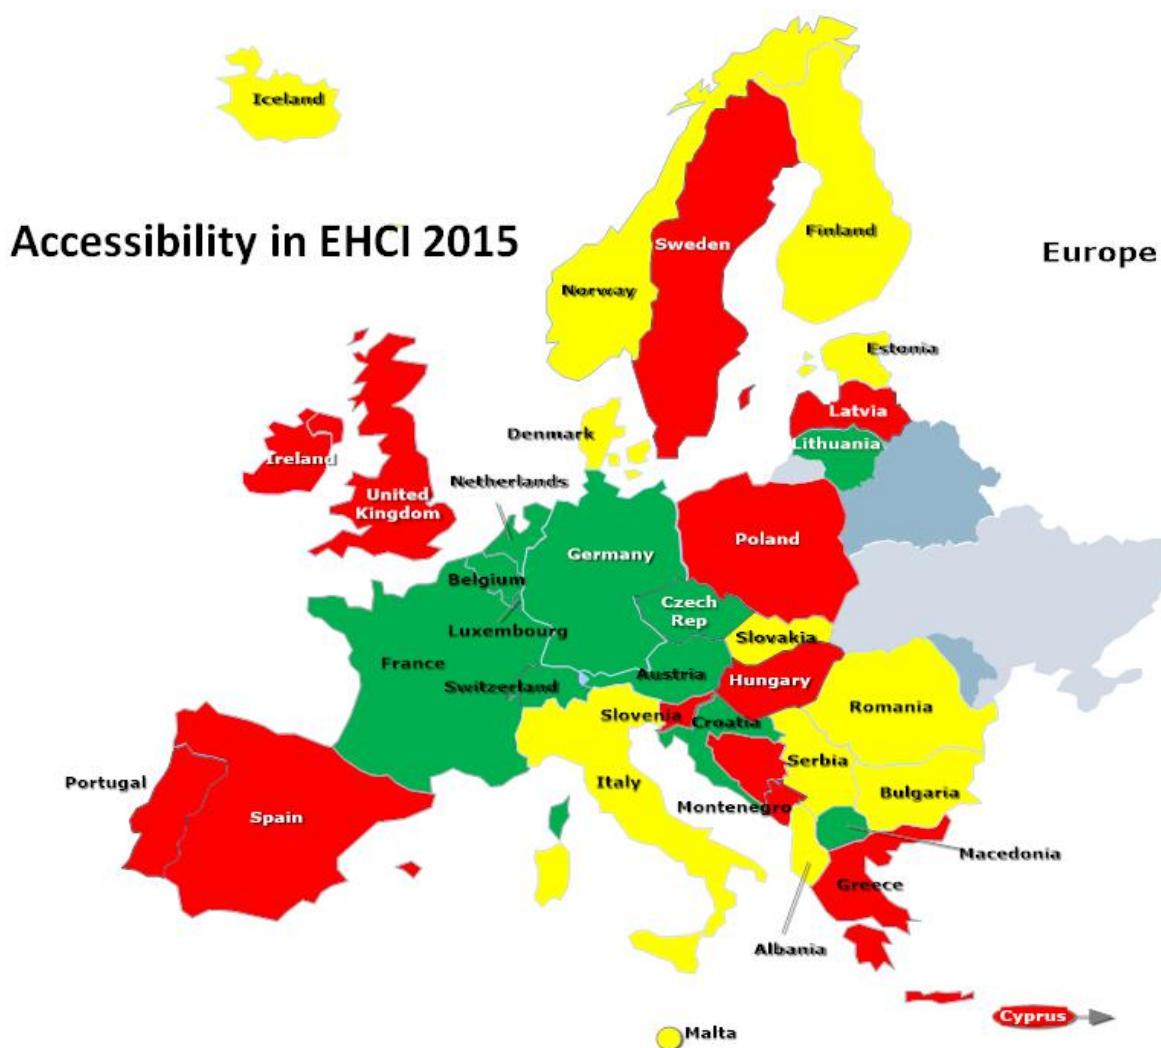 Iceland
Accessibility in EHCI 2015
Europe
Sweden
Finland
Norway
Estonia
Latvia
Denmark
Lithuania
Ireland
Netherlands
United
Kingdom
Poland
Germany
Belgium
Czech
Rep
Luxembourg
Slovakia
France
Austria
Switzerland
Hungary
Romania
Slovenia
Croatia
Serbia
Portugal
Italy
Bulgaria
Montenegro
Spain
Macedonia
Greece
Albania
Cyprus
Malta